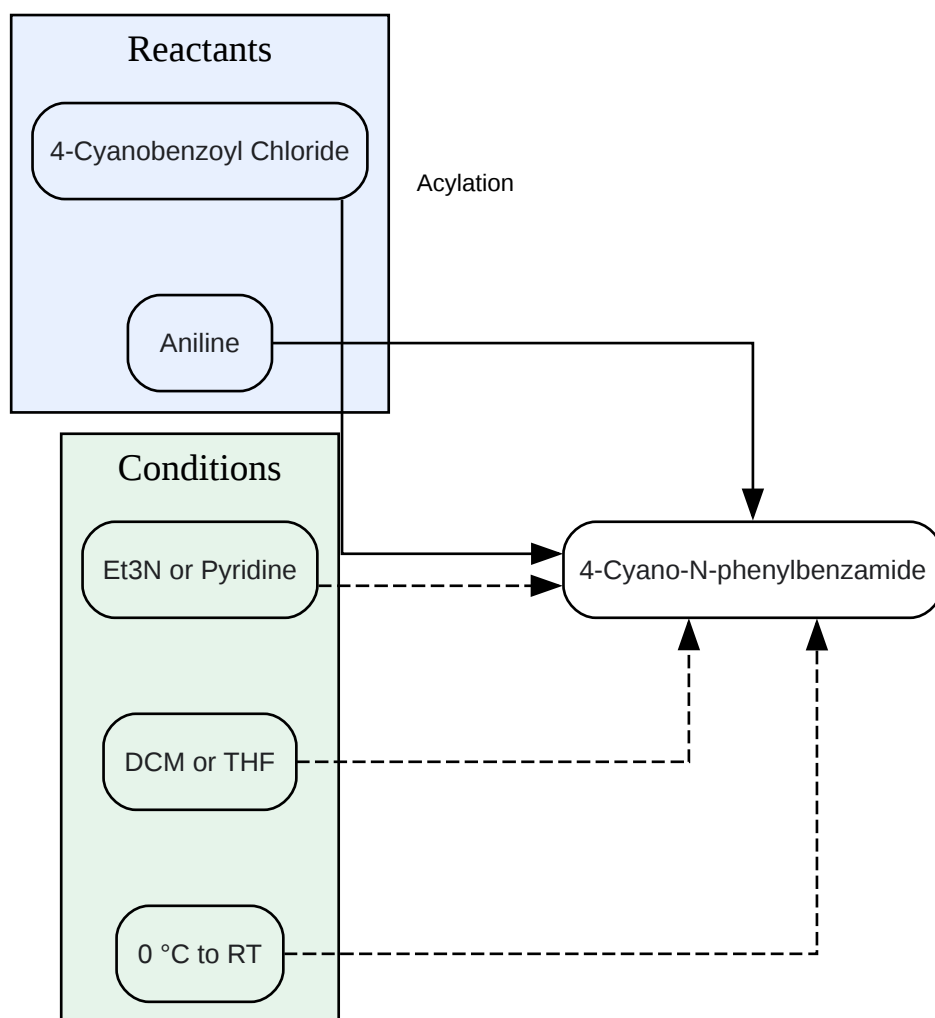 Reactants
4-Cyanobenzoyl Chloride
Acylation
Aniline
Conditions
Et3N or Pyridine
4-Cyano-N-phenylbenzamide
DCM or THF
0 °C to RT